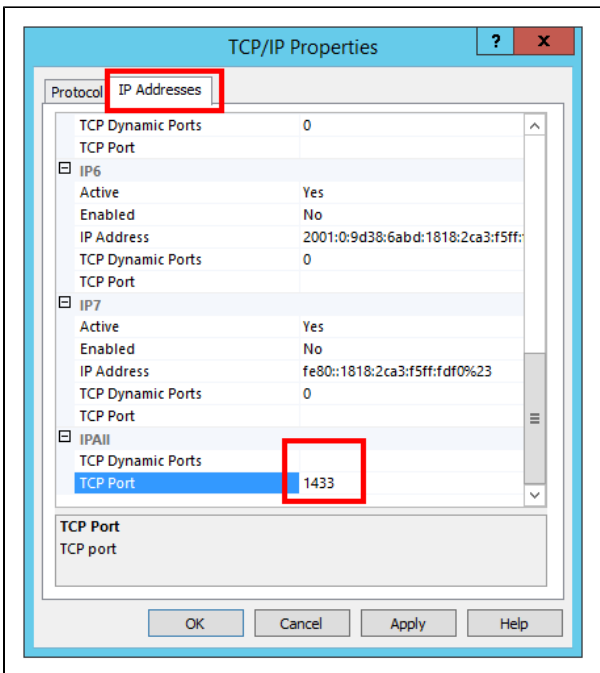 TCP/IP Properties
? x
Protocol IP Addresses
TCP Dynamic Ports 0
TCP Port
IP6
Active Yes
Enabled No
IP Address 2001:0:9d38:6abd:1818:2ca3:f5ff:
TCP Dynamic Ports 0
TCP Port
IP7
Active Yes
Enabled No
IP Address fe80::1818:2ca3:f5ff:fdf0%23
TCP Dynamic Ports 0
TCP Port
IPAll
TCP Dynamic Ports
TCP Port 1433
TCP Port
TCP port
OK Cancel Apply Help